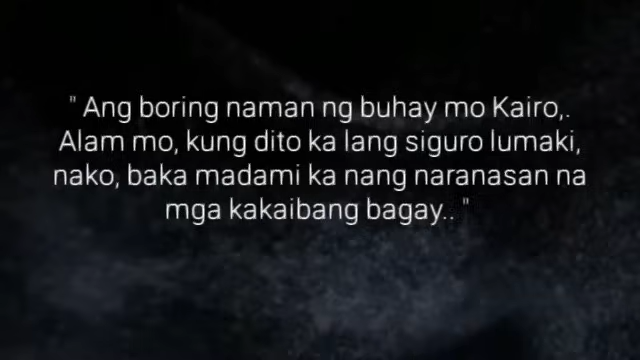 " Ang boring naman ng buhay mo Kairo,.
Alam mo, kung dito ka lang siguro lumaki,
nako, baka madami ka nang naranasan na
mga kakaibang bagay.. "